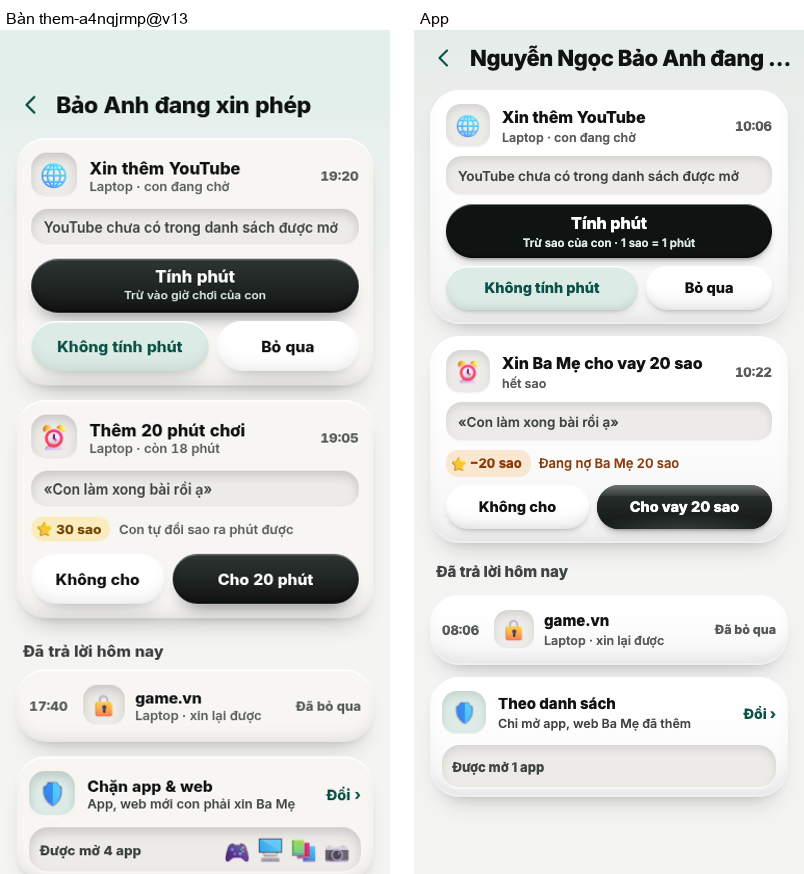 Bản them-a4nqjrmp@v13
Bảo Anh đang xin phép
Xin thêm YouTube
Laptop · con đang chờ
19:20
YouTube chưa có trong danh sách được mở
Tính phút
Trừ vào giờ chơi của con
Không tính phút
Bỏ qua
Thêm 20 phút chơi
Laptop · còn 18 phút
19:05
«Con làm xong bài rồi ạ»
30 sao
Con tự đổi sao ra phút được
Không cho
Cho 20 phút
Đã trả lời hôm nay
17:40
game.vn
Laptop · xin lại được
Đã bỏ qua
Chặn app & web
App, web mới con phải xin Ba Mẹ
Đổi ›
Được mở 4 app
App
Nguyễn Ngọc Bảo Anh đang ...
Xin thêm YouTube
Laptop · con đang chờ
10:06
YouTube chưa có trong danh sách được mở
Tính phút
Trừ sao của con · 1 sao = 1 phút
Không tính phút
Bỏ qua
Xin Ba Mẹ cho vay 20 sao
hết sao
10:22
«Con làm xong bài rồi ạ»
−20 sao
Đang nợ Ba Mẹ 20 sao
Không cho
Cho vay 20 sao
Đã trả lời hôm nay
08:06
game.vn
Laptop · xin lại được
Đã bỏ qua
Theo danh sách
Chỉ mở app, web Ba Mẹ đã thêm
Đổi ›
Được mở 1 app